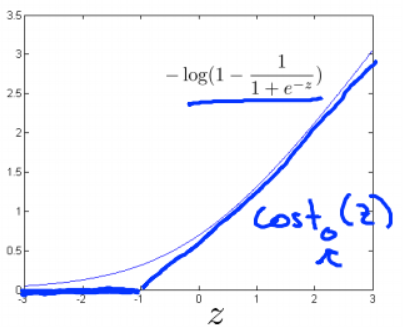 3.5
3
2.5
2
1.5
1
0.5
0
-log(1 - 1/(1 + e^{-z}))
cost₀(z)
-3 -2 -1 0 1 2 3
z